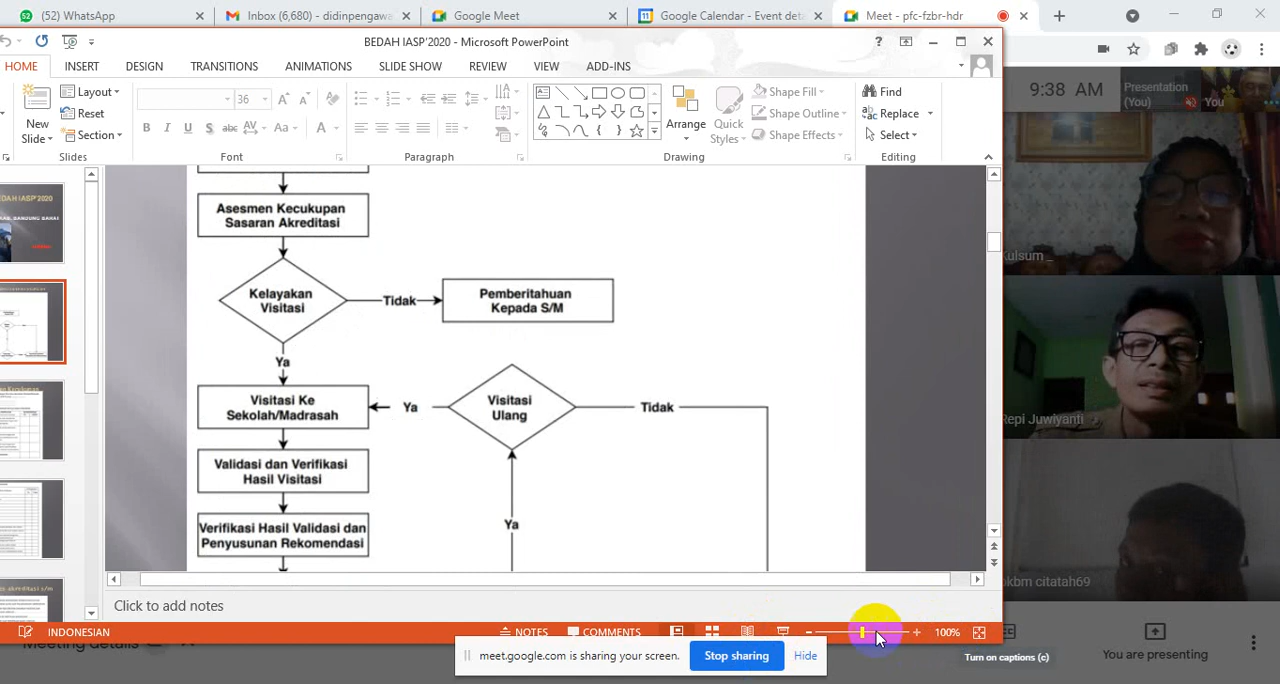 (52) WhatsApp
Inbox (6,680) - didinpengawa
Google Meet
Google Calendar - Event deta
Meet - pfc-fzbr-hdr
BEDAH IASP'2020 - Microsoft PowerPoint
HOME INSERT DESIGN TRANSITIONS ANIMATIONS SLIDE SHOW REVIEW VIEW ADD-INS
New Slide
Layout
Reset
Section
Slides
36
B I U S abc AV Aa A
Font
Paragraph
Arrange
Quick Styles
Shape Fill
Shape Outline
Shape Effects
Drawing
Find
Replace
Select
Editing
9:38 AM
Presentation
(You)
You
Asesmen Kecukupan
Sasaran Akreditasi
Kelayakan
Visitasi
Tidak
Pemberitahuan
Kepada S/M
Ya
Visitasi Ke
Sekolah/Madrasah
Ya
Visitasi
Ulang
Tidak
Validasi dan Verifikasi
Hasil Visitasi
Ya
Verifikasi Hasil Validasi dan
Penyusunan Rekomendasi
Kulsum _
Repi Juwiyanti
okbm citatah69
Click to add notes
INDONESIAN
NOTES
COMMENTS
100%
Meeting details
meet.google.com is sharing your screen.
Stop sharing
Hide
Turn on captions (c)
You are presenting